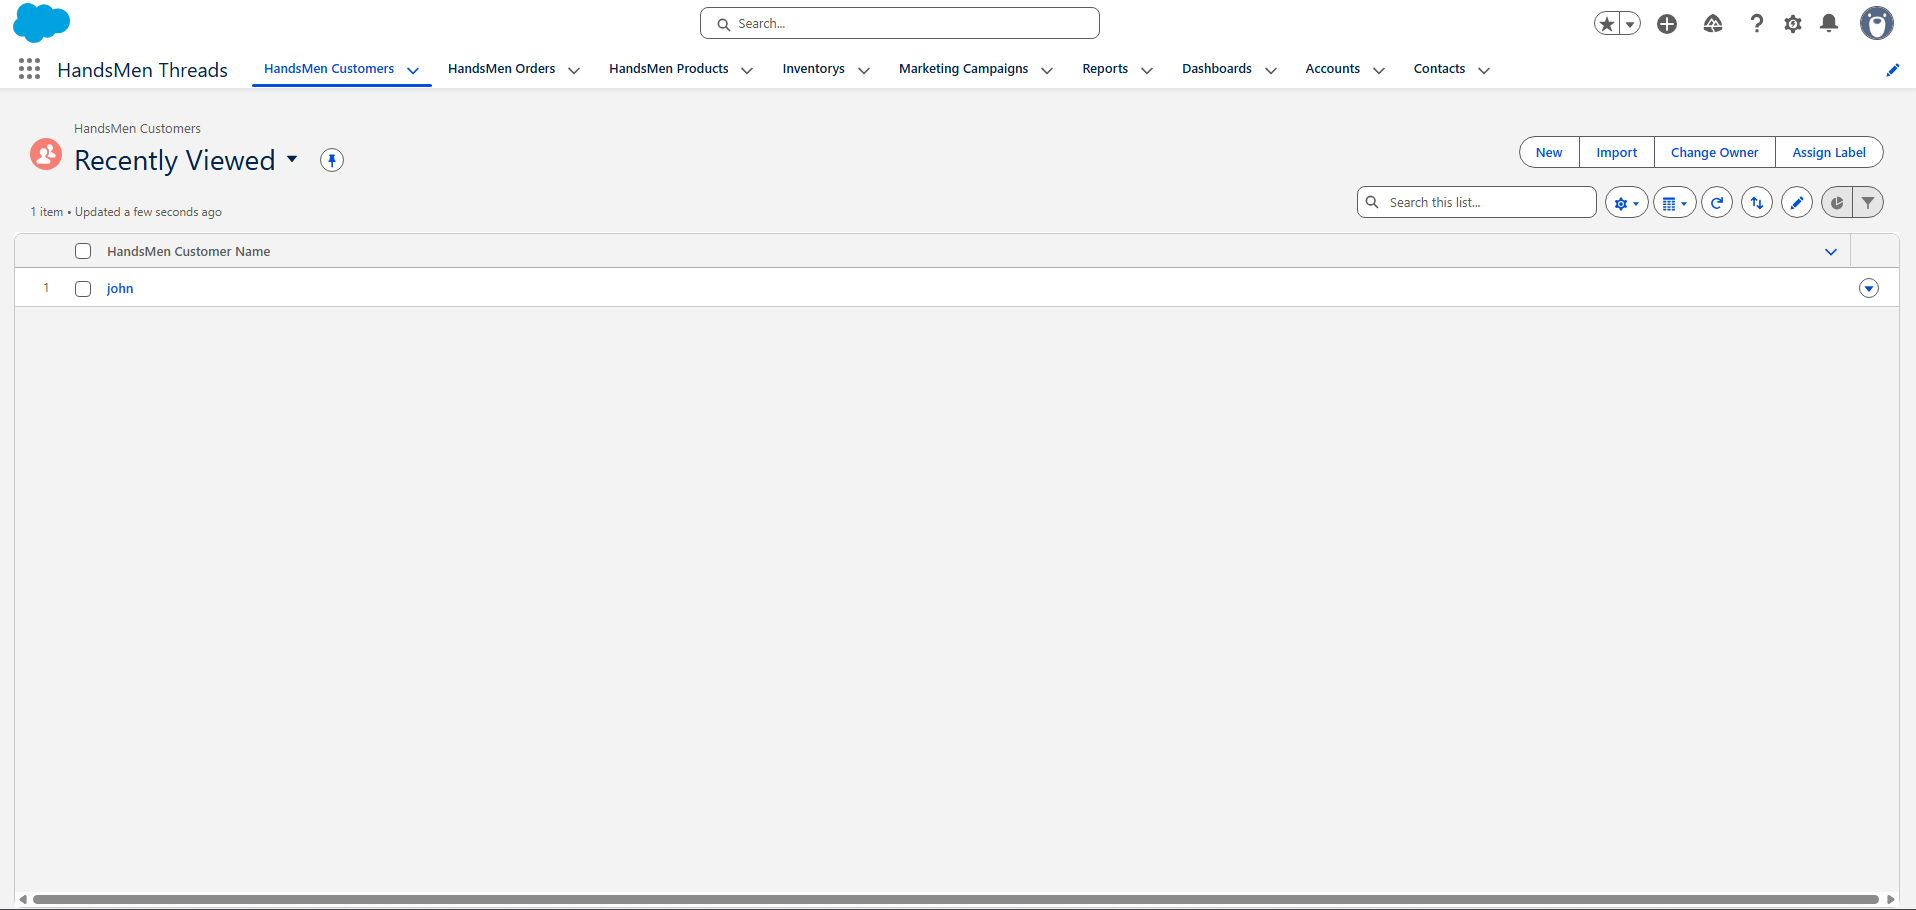 Search...
HandsMen Threads
HandsMen Customers
HandsMen Orders
HandsMen Products
Inventorys
Marketing Campaigns
Reports
Dashboards
Accounts
Contacts
HandsMen Customers
Recently Viewed
New
Import
Change Owner
Assign Label
1 item • Updated a few seconds ago
Search this list...
HandsMen Customer Name
1
john